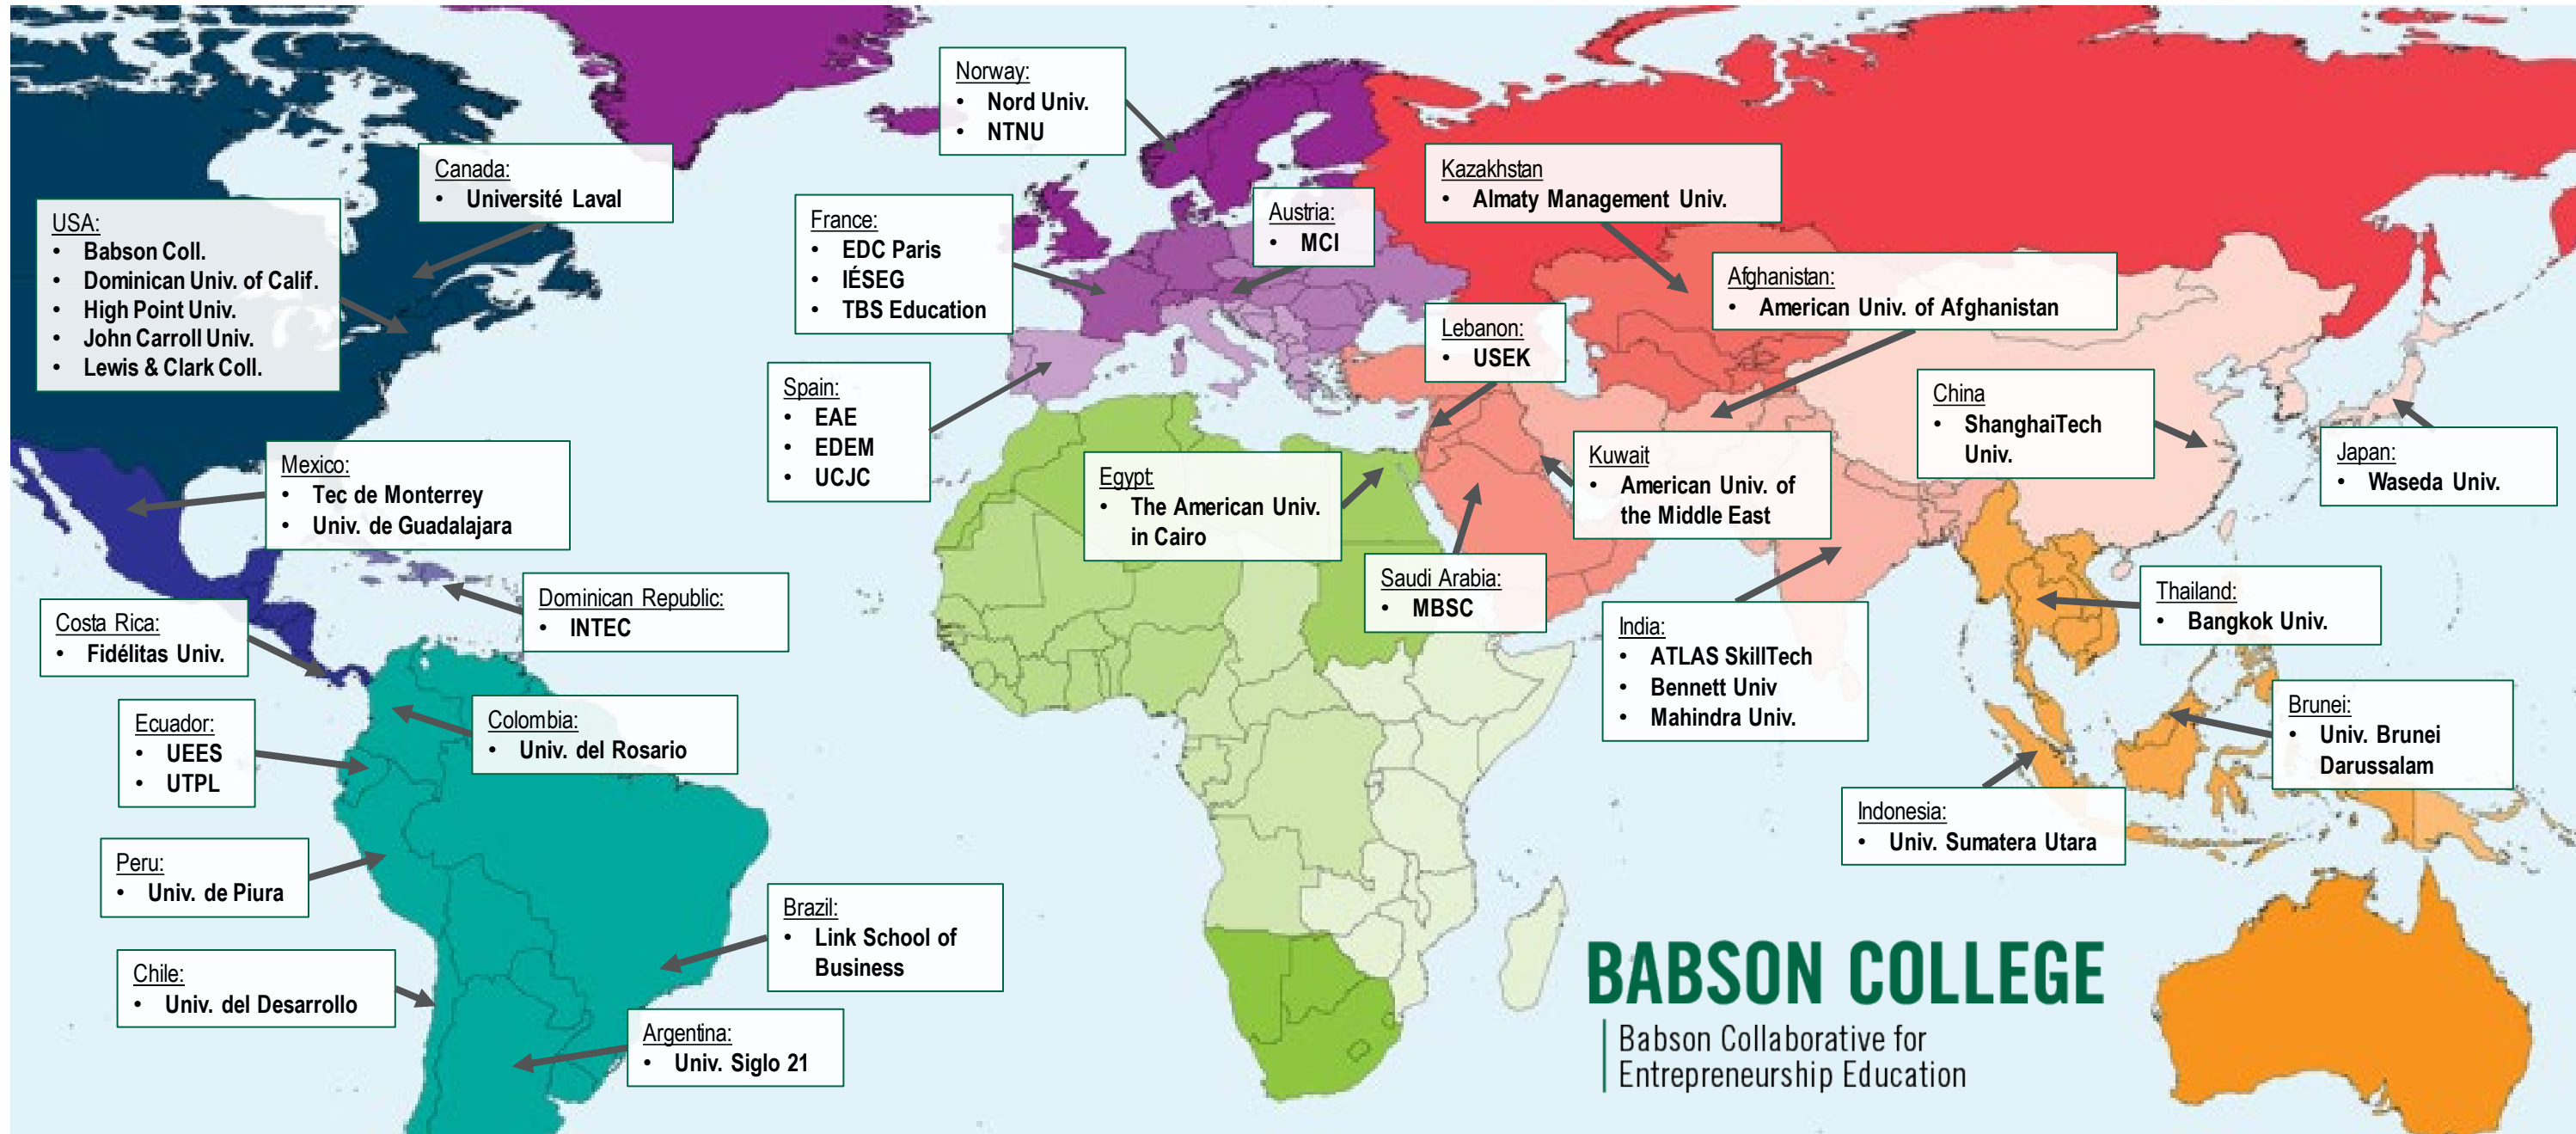 Norway:
• Nord Univ.
• NTNU
Canada:
• Université Laval
Kazakhstan
• Almaty Management Univ.
USA:
• Babson Coll.
• Dominican Univ. of Calif.
• High Point Univ.
• John Carroll Univ.
• Lewis & Clark Coll.
France:
• EDC Paris
• IÉSEG
• TBS Education
Austria:
• MCI
Afghanistan:
• American Univ. of Afghanistan
Lebanon:
• USEK
Spain:
• EAE
• EDEM
• UCJC
China
• ShanghaiTech
Univ.
Japan:
• Waseda Univ.
Mexico:
• Tec de Monterrey
• Univ. de Guadalajara
Egypt:
• The American Univ.
in Cairo
Kuwait
• American Univ. of
the Middle East
Saudi Arabia:
• MBSC
Dominican Republic:
• INTEC
Thailand:
• Bangkok Univ.
Costa Rica:
• Fidélitas Univ.
India:
• ATLAS SkillTech
• Bennett Univ
• Mahindra Univ.
Ecuador:
• UEES
• UTPL
Colombia:
• Univ. del Rosario
Brunei:
• Univ. Brunei
Darussalam
Indonesia:
• Univ. Sumatera Utara
Peru:
• Univ. de Piura
Brazil:
• Link School of
Business
Chile:
• Univ. del Desarrollo
Argentina:
• Univ. Siglo 21
BABSON COLLEGE
Babson Collaborative for
Entrepreneurship Education